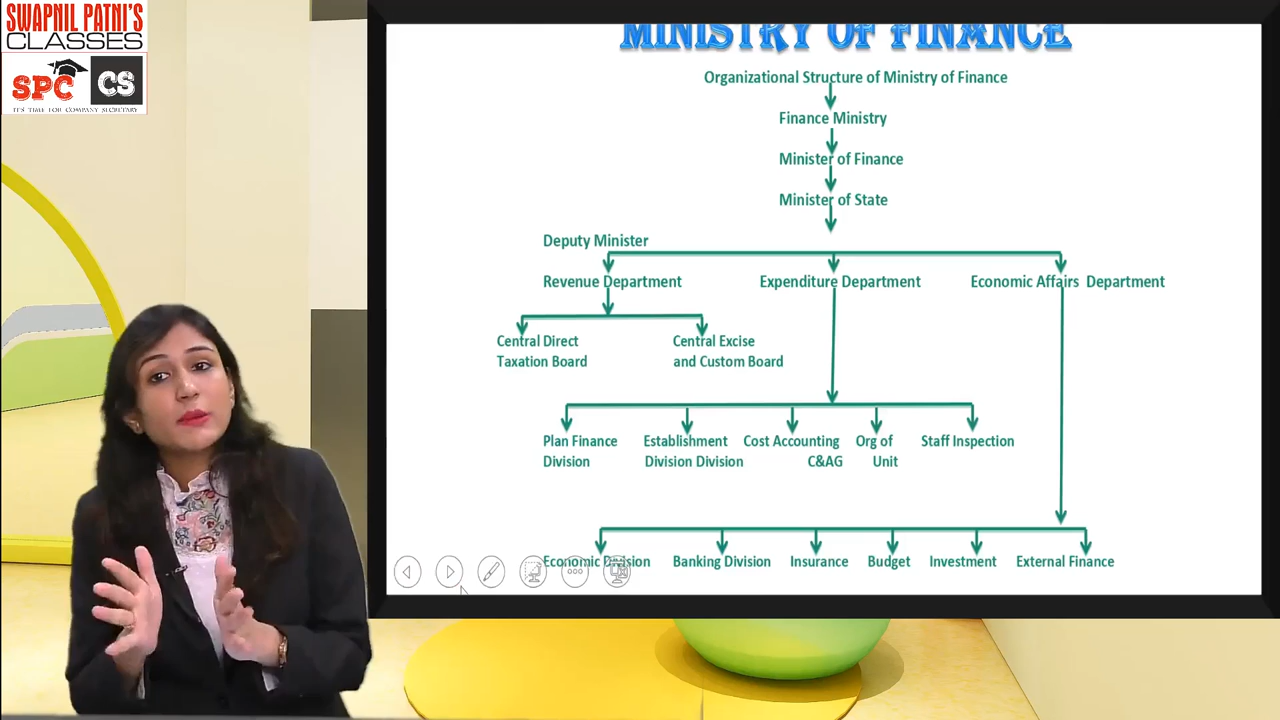 SWAPNIL PATNI'S
CLASSES
SPC CS
IT'S TIME FOR COMPANY SECRETARY
MINISTRY OF FINANCE
Organizational Structure of Ministry of Finance
Finance Ministry
Minister of Finance
Minister of State
Deputy Minister
Revenue Department Expenditure Department Economic Affairs Department
Central Direct Central Excise
Taxation Board and Custom Board
Plan Finance Establishment Cost Accounting Org of Staff Inspection
Division Division Division C&AG Unit
Economic Division Banking Division Insurance Budget Investment External Finance